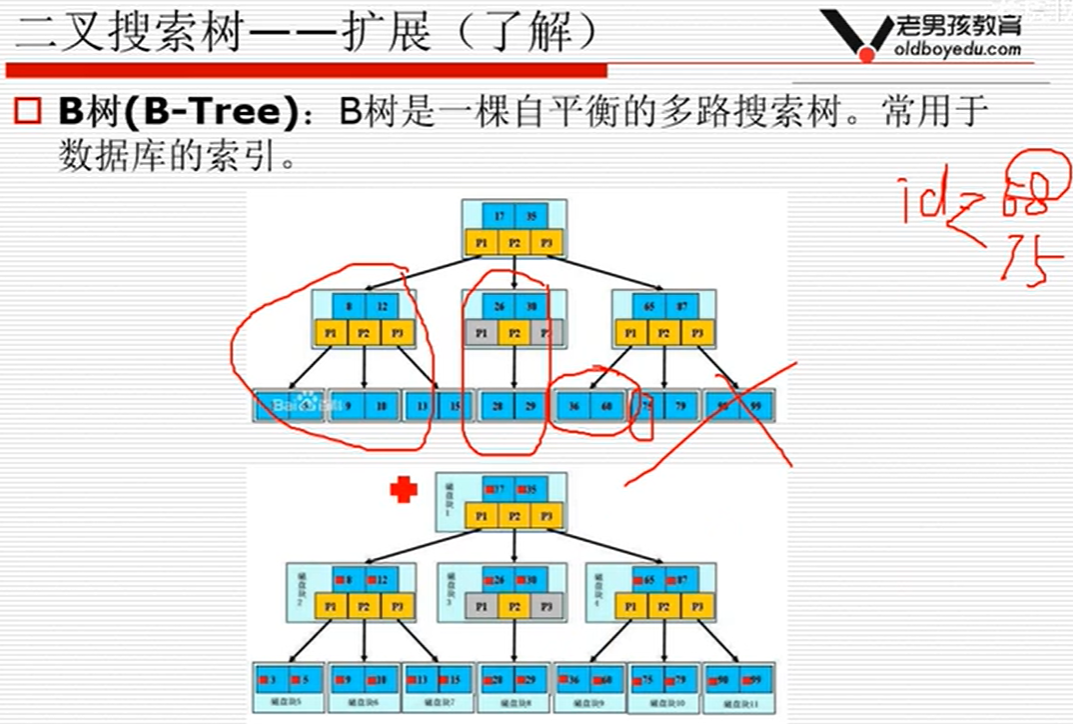 二叉搜索树——扩展（了解）
老男孩教育
oldboyedu.com
B树(B-Tree)：B树是一棵自平衡的多路搜索树。常用于
数据库的索引。
id
68
75
17 35
P1 P2 P3
8 12
P1 P2 P3
26 30
P1 P2 P3
65 87
P1 P2 P3
9 10
13 15
28 29
36 60
75 79
99
磁盘块1
35
P1 P2 P3
磁盘块2
8 12
P1 P2 P3
磁盘块3
26 30
P1 P2 P3
磁盘块4
65 87
P1 P2 P3
3 5
9 10
13 15
28 29
36 60
75 79
90 99
磁盘块5
磁盘块6
磁盘块7
磁盘块8
磁盘块9
磁盘块10
磁盘块11